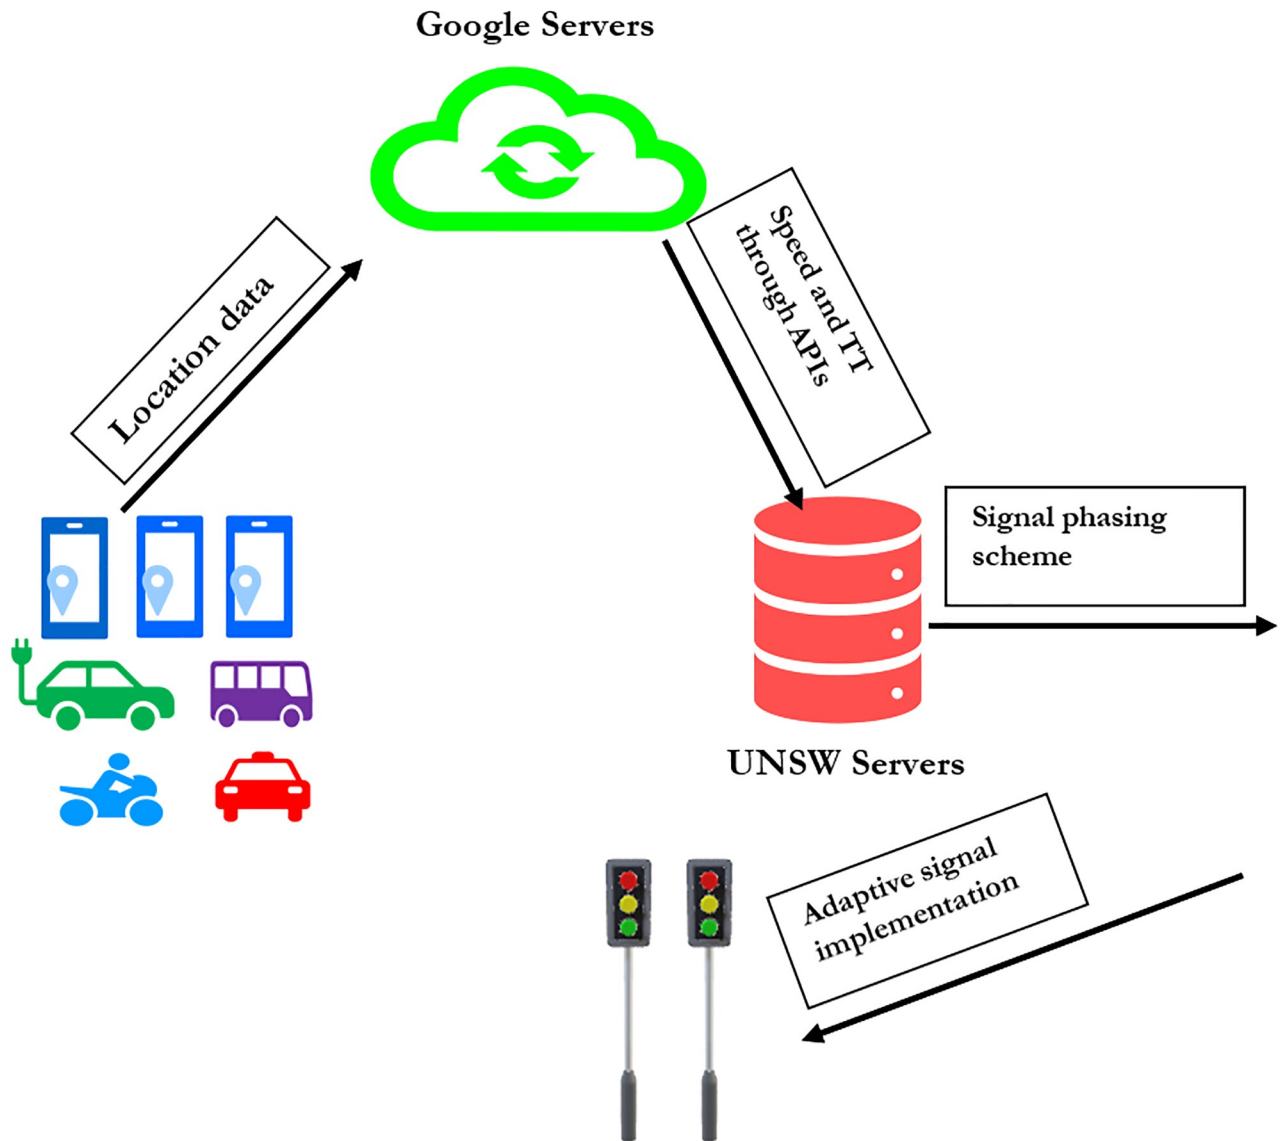 Google Servers
Location data
Speed and TT
through APIs
Signal phasing
scheme
UNSW Servers
Adaptive signal
implementation